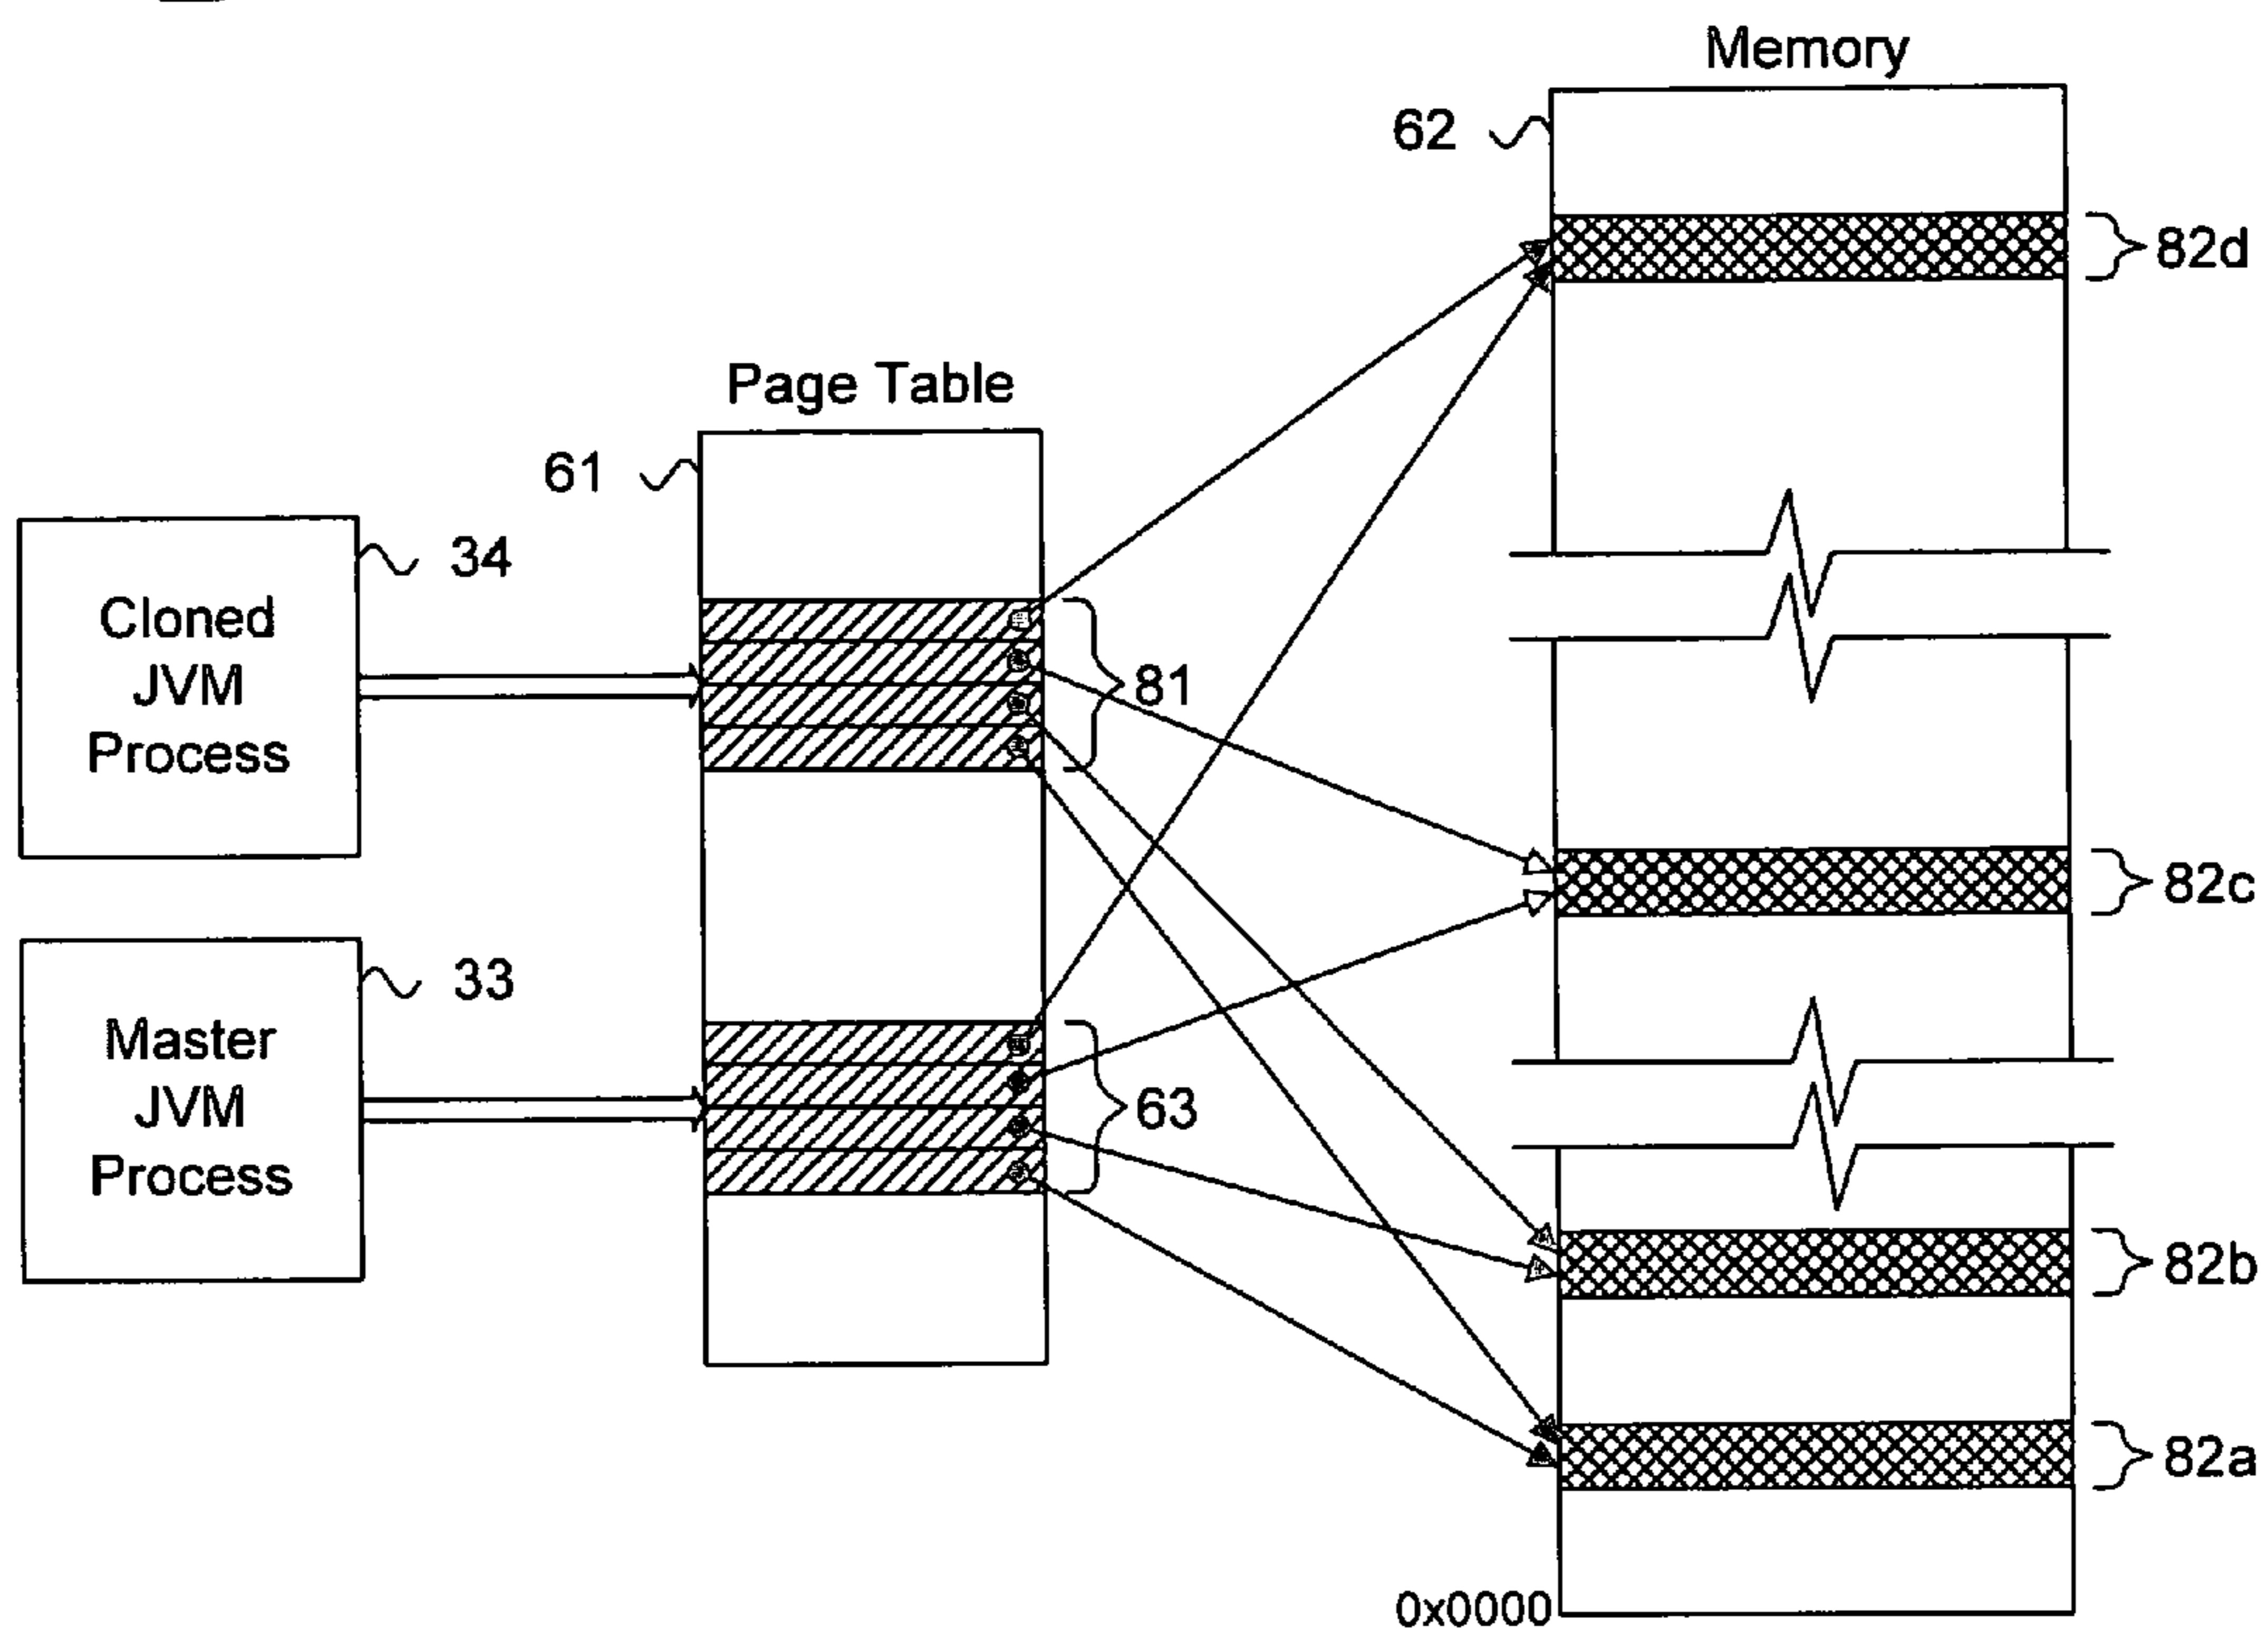 Memory
62
82d
Page Table
61
34
Cloned
JVM
Process
81
82c
33
Master
JVM
Process
63
82b
82a
0x0000